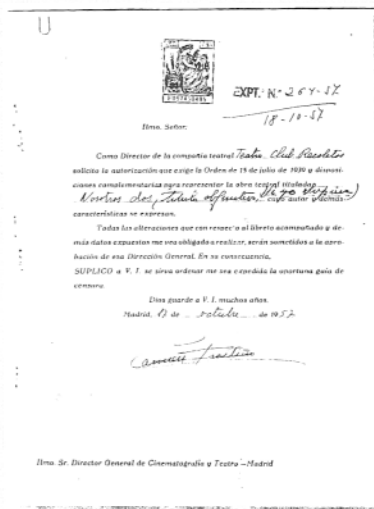 EXPT. N.º 264-57
18-10-57
Ilmo. Señor:
Como Director de la compañía teatral Teatro Club Recoletos
solicita la autorización que exige la Orden de 15 de julio de 1939 y disposi-
ciones complementarias para representar la obra teatral titulada
Nosotros dos, cuyo autor y demás
características se expresan.
Todas las alteraciones que con respecto al libreto acompañado y de-
más datos expuestos me vea obligado a realizar, serán sometidos a la apro-
bación de esa Dirección General. En su consecuencia,
SUPLICO a V. I. se sirva ordenar me sea expedida la oportuna guía de
censura.
Dios guarde a V. I. muchos años.
Madrid, de octubre de 1957
Ilmo. Sr. Director General de Cinematografía y Teatro.—Madrid